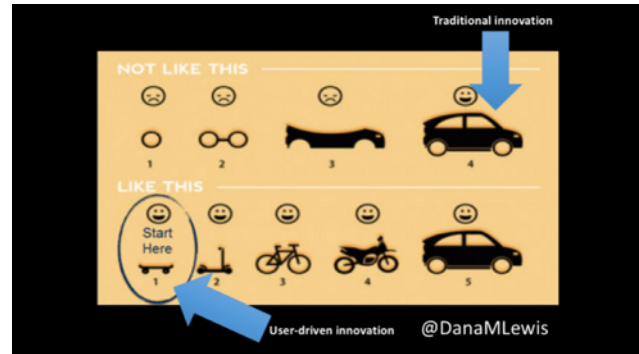 Traditional innovation
NOT LIKE THIS
1 2 3 4
LIKE THIS
Start
Here
1 2 3 4 5
User-driven innovation
@DanaMLewis